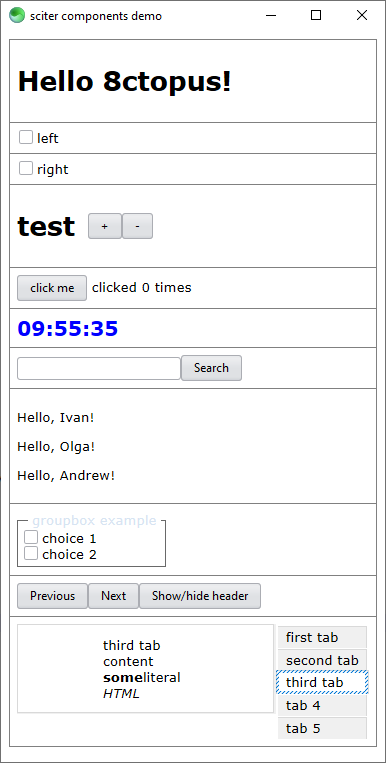 sciter components demo
Hello 8ctopus!
left
right
test + -
click me clicked 0 times
09:55:35
Search
Hello, Ivan!
Hello, Olga!
Hello, Andrew!
groupbox example
choice 1
choice 2
Previous Next Show/hide header
third tab
content
someliteral
HTML
first tab
second tab
third tab
tab 4
tab 5